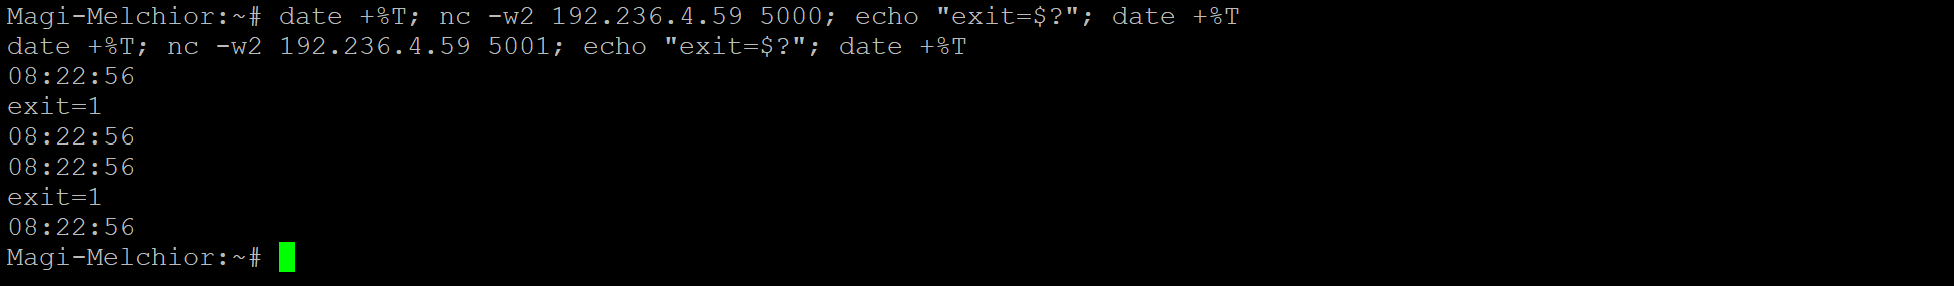 Magi-Melchior:~# date +%T; nc -w2 192.236.4.59 5000; echo "exit=$?"; date +%T
date +%T; nc -w2 192.236.4.59 5001; echo "exit=$?"; date +%T
08:22:56
exit=1
08:22:56
08:22:56
exit=1
08:22:56
Magi-Melchior:~#